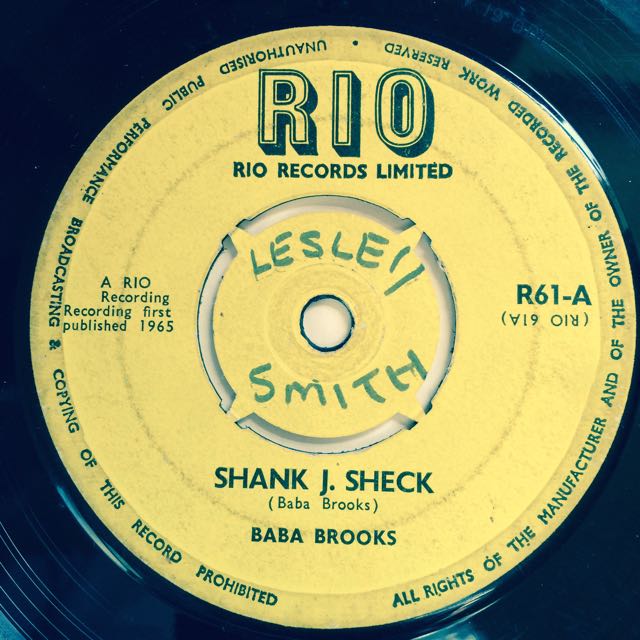 RIO
RIO RECORDS LIMITED
LESLEY
SMITH
A RIO
Recording
Recording first
published 1965
R61-A
(RIO 61A)
SHANK J. SHECK
(Baba Brooks)
BABA BROOKS
ALL RIGHTS OF THE MANUFACTURER AND OF THE OWNER OF THE RECORDED WORK RESERVED • UNAUTHORISED PUBLIC PERFORMANCE BROADCASTING & COPYING OF THIS RECORD PROHIBITED